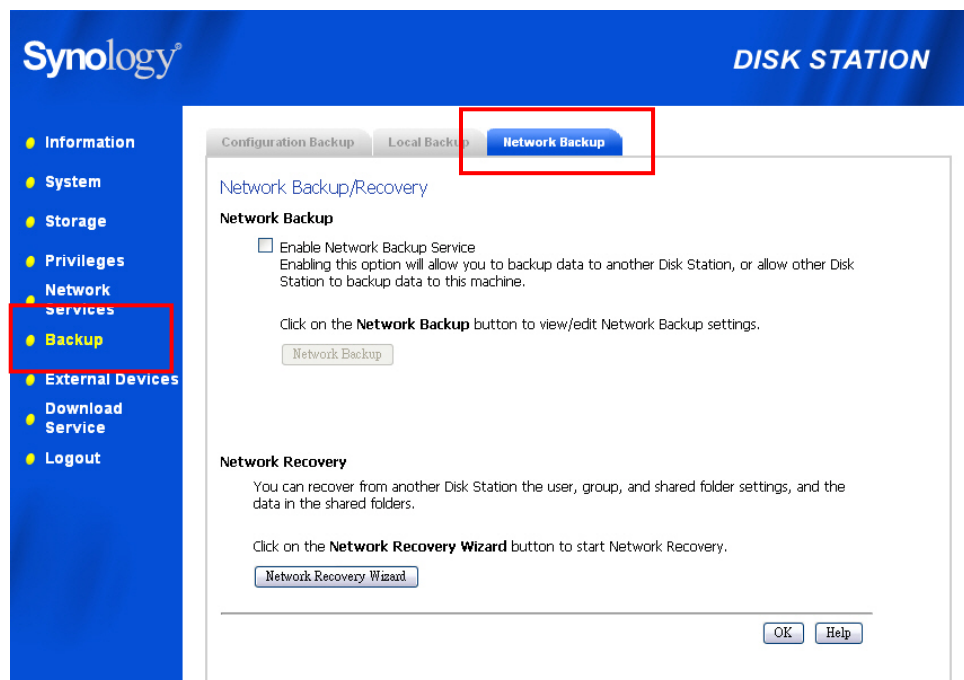 Synology®
DISK STATION
Information
System
Storage
Privileges
Network
Services
Backup
External Devices
Download
Service
Logout
Configuration Backup
Local Backup
Network Backup
Network Backup/Recovery
Network Backup
Enable Network Backup Service
Enabling this option will allow you to backup data to another Disk Station, or allow other Disk
Station to backup data to this machine.
Click on the Network Backup button to view/edit Network Backup settings.
Network Backup
Network Recovery
You can recover from another Disk Station the user, group, and shared folder settings, and the
data in the shared folders.
Click on the Network Recovery Wizard button to start Network Recovery.
Network Recovery Wizard
OK
Help